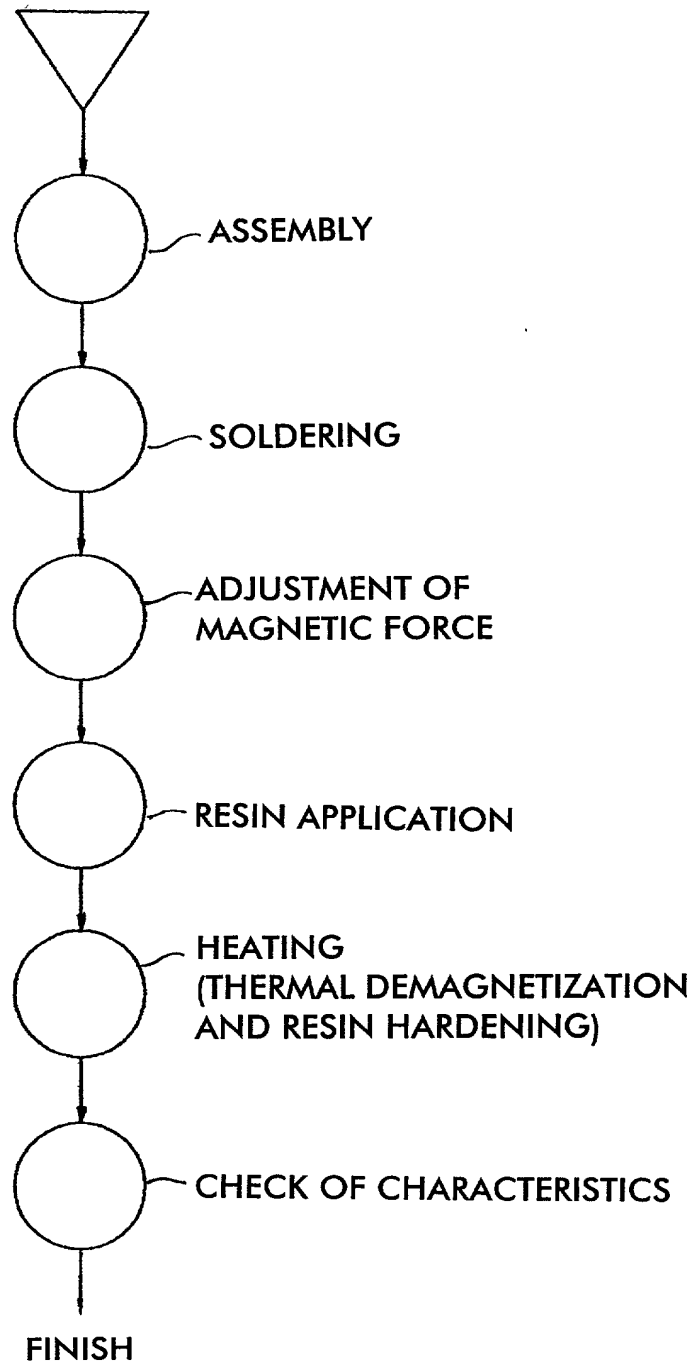 ASSEMBLY
SOLDERING
ADJUSTMENT OF
MAGNETIC FORCE
RESIN APPLICATION
HEATING
(THERMAL DEMAGNETIZATION
AND RESIN HARDENING)
CHECK OF CHARACTERISTICS
FINISH